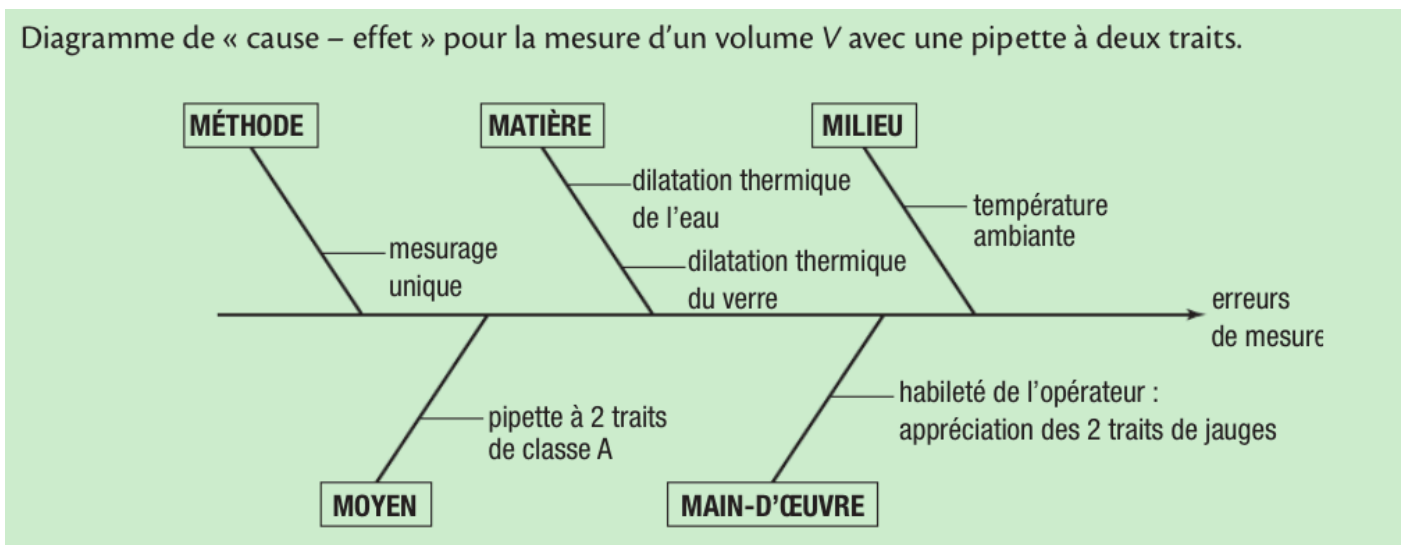 Diagramme de « cause – effet » pour la mesure d’un volume V avec une pipette à deux traits.
MÉTHODE
MATIÈRE
MILIEU
dilatation thermique
de l’eau
température
ambiante
mesurage
unique
dilatation thermique
du verre
erreurs
de mesure
pipette à 2 traits
de classe A
habileté de l’opérateur :
appréciation des 2 traits de jauges
MOYEN
MAIN-D’ŒUVRE